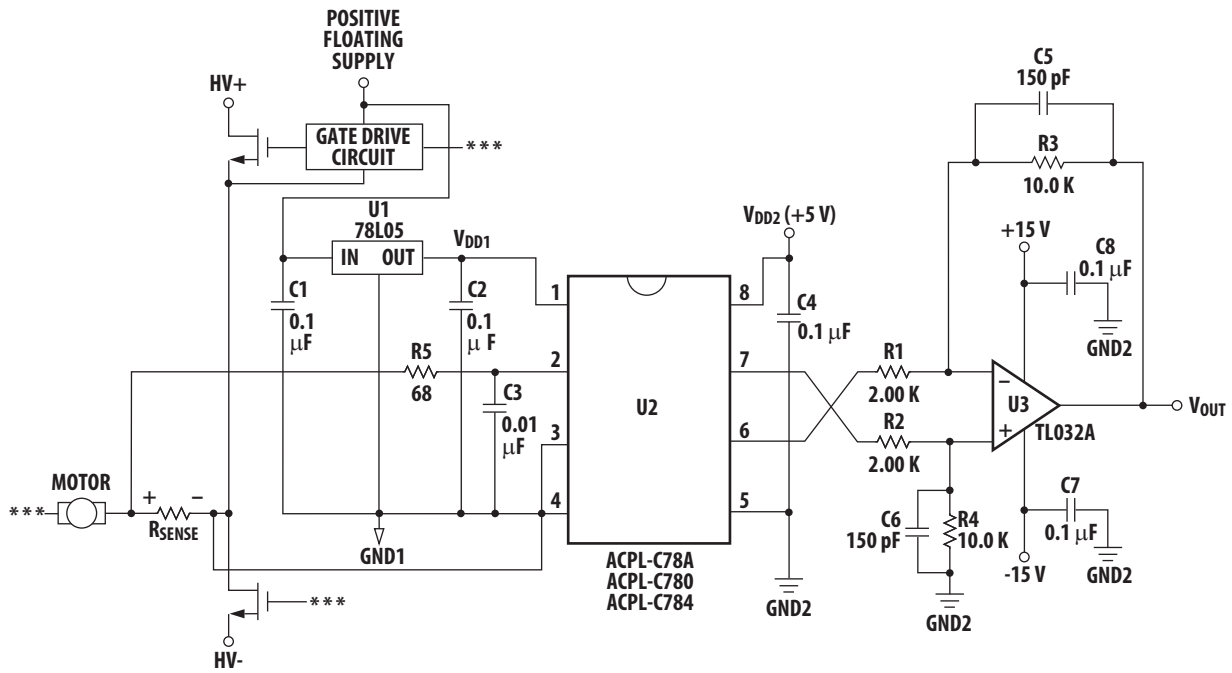 POSITIVE
FLOATING
SUPPLY
HV+
GATE DRIVE
CIRCUIT
***
U1
78L05
IN OUT
VDD1
C1
0.1
μF
C2
0.1
μ F
R5
68
C3
0.01
μF
MOTOR
***
+ −
RSENSE
GND1
***
HV-
1
2
3
4
8
7
6
5
U2
ACPL-C78A
ACPL-C780
ACPL-C784
VDD2 (+5 V)
C4
0.1 μF
GND2
R1
2.00 K
R2
2.00 K
C5
150 pF
R3
10.0 K
+15 V
C8
0.1 μF
GND2
−
U3
+
TL032A
VOUT
C6
150 pF
R4
10.0 K
GND2
C7
0.1 μF
-15 V
GND2